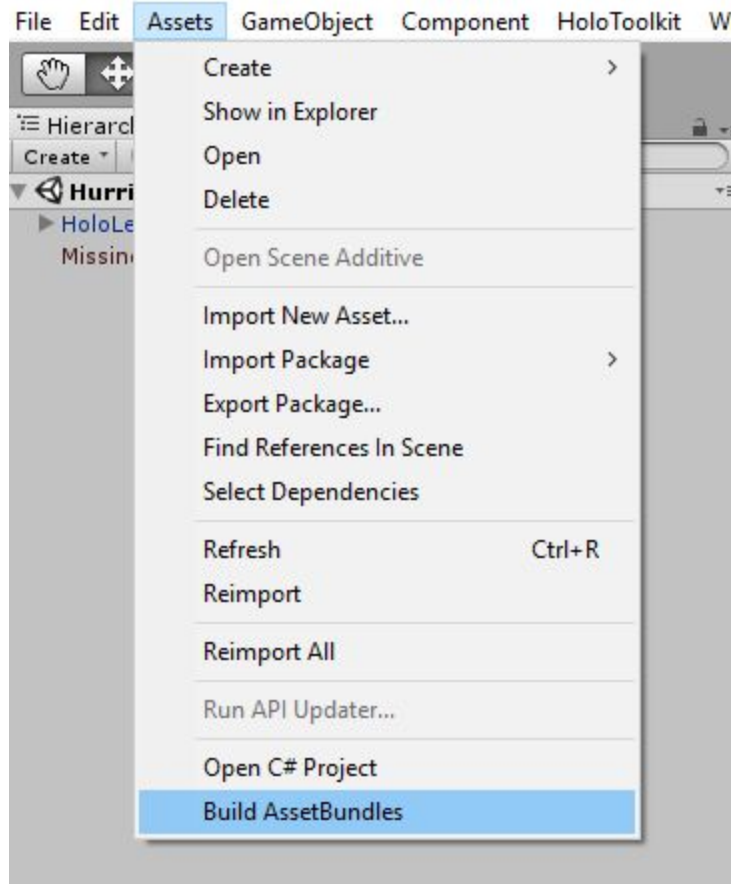 File Edit Assets GameObject Component HoloToolkit W
Create
Show in Explorer
Hierarc
Open
Create
Delete
Hurri
HoloLe
Open Scene Additive
Missin
Import New Asset...
Import Package
Export Package...
Find References In Scene
Select Dependencies
Refresh Ctrl+R
Reimport
Reimport All
Run API Updater...
Open C# Project
Build AssetBundles